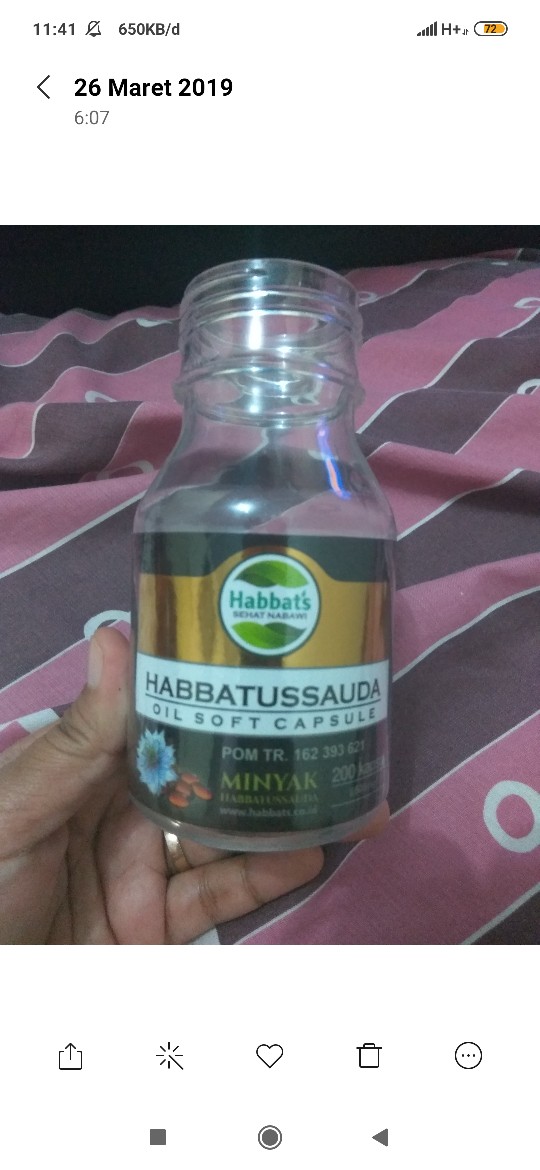 11:41 650KB/d H+ 72
26 Maret 2019
6:07
Habbat's
SEHAT NABAWI
HABBATUSSAUDA
OIL SOFT CAPSULE
POM TR. 162 393 621
MINYAK 200
HABBATUSSAUDA
www.habbats.co.id